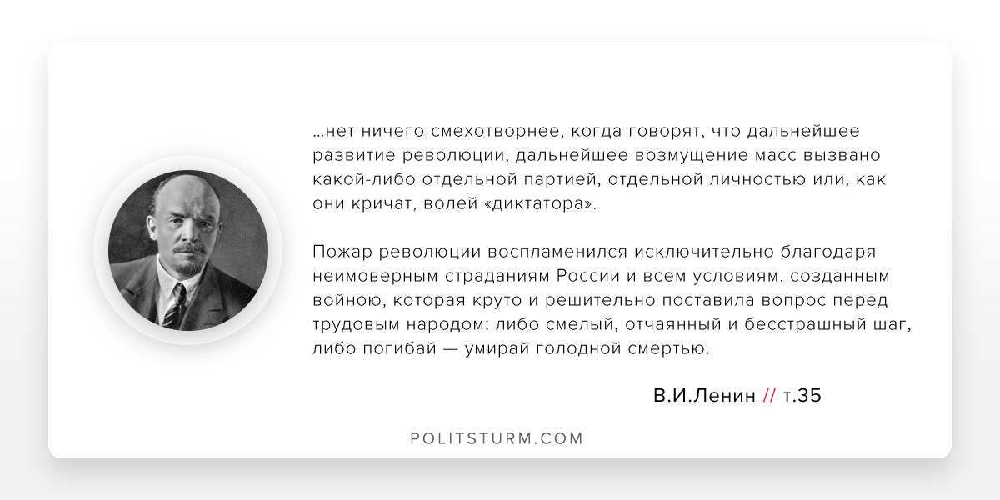 …нет ничего смехотворнее, когда говорят, что дальнейшее
развитие революции, дальнейшее возмущение масс вызвано
какой-либо отдельной партией, отдельной личностью или, как
они кричат, волей «диктатора».
Пожар революции воспламенился исключительно благодаря
неимоверным страданиям России и всем условиям, созданным
войною, которая круто и решительно поставила вопрос перед
трудовым народом: либо смелый, отчаянный и бесстрашный шаг,
либо погибай — умирай голодной смертью.
В.И.Ленин // т.35
POLITSTURM.COM